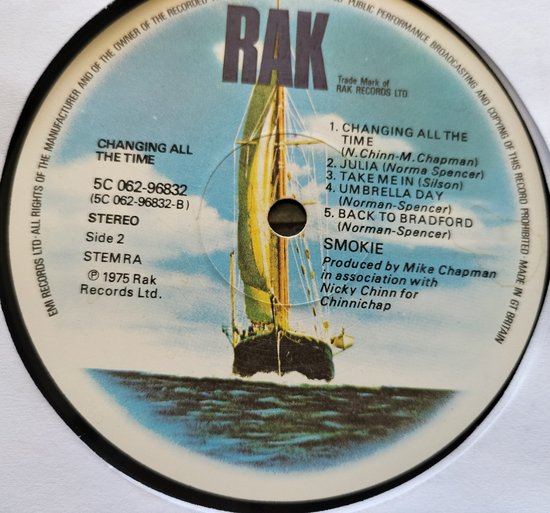 EMI RECORDS LTD·ALL RIGHTS OF THE MANUFACTURER AND OF THE OWNER OF THE RECORDED
PUBLIC PERFORMANCE BROADCASTING AND COPYING OF THIS RECORD PROHIBITED MADE IN GT BRITAIN
RAK
Trade Mark of
RAK RECORDS LTD.
CHANGING ALL
THE TIME
5C 062-96832
(5C 062-96832-B)
STEREO
Side 2
STEMRA
℗ 1975 Rak
Records Ltd.
1. CHANGING ALL THE
TIME
(N.Chinn-M.Chapman)
2. JULIA (Norma Spencer)
3. TAKE ME IN (Silson)
4. UMBRELLA DAY
(Norman-Spencer)
5. BACK TO BRADFORD
(Norman-Spencer)
SMOKIE
Produced by Mike Chapman
in association with
Nicky Chinn for
Chinnichap